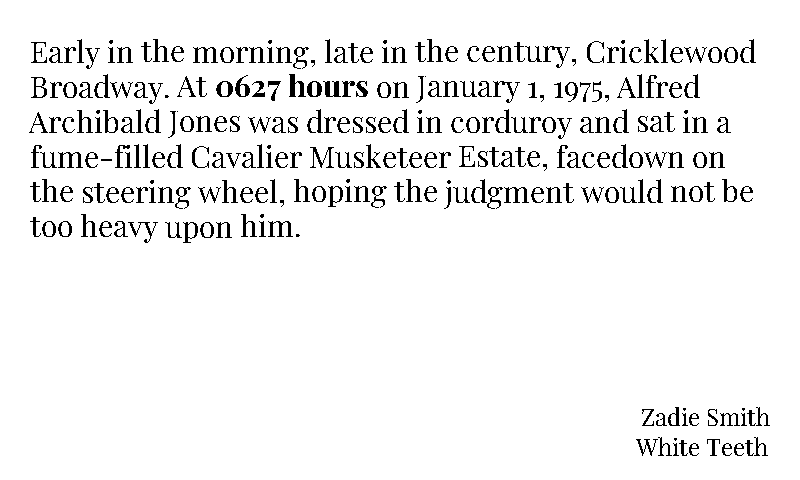 Early in the morning, late in the century, Cricklewood
Broadway. At 0627 hours on January 1, 1975, Alfred
Archibald Jones was dressed in corduroy and sat in a
fume-filled Cavalier Musketeer Estate, facedown on
the steering wheel, hoping the judgment would not be
too heavy upon him.
Zadie Smith
White Teeth